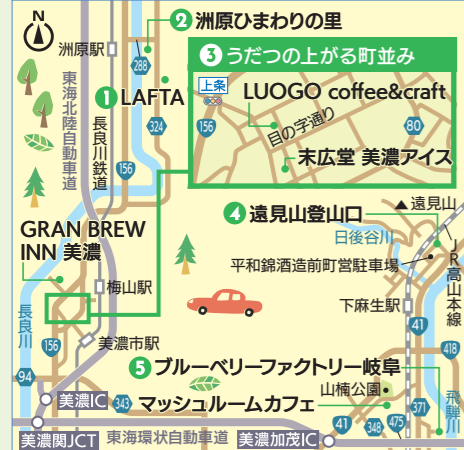 N
② 洲原ひまわりの里
洲原駅
288
③ うだつの上がる町並み
上条
LUOGO coffee&craft
目の字通り
156
80
末広堂 美濃アイス
① LAFTA
324
東海北陸自動車道
長良川鉄道
156
④ 遠見山登山口
▲遠見山
日後谷川
JR高山本線
平和錦酒造前町営駐車場
GRAN BREW
INN 美濃
梅山駅
下麻生駅
41
418
長良川
156
美濃市駅
94
⑤ ブルーベリーファクトリー岐阜
山楠公園
飛騨川
美濃IC
343
マッシュルームカフェ
371
41
348
475
美濃関JCT
東海環状自動車道
美濃加茂IC